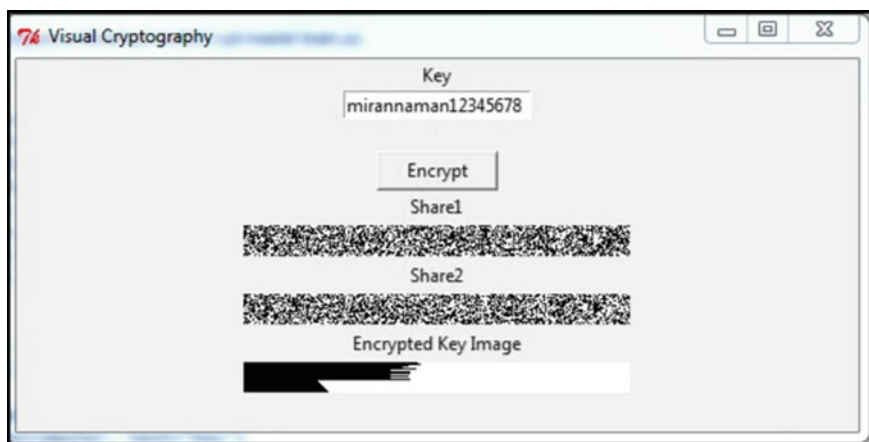 Visual Cryptography
Key
mirannaman12345678
Encrypt
Share1
Share2
Encrypted Key Image